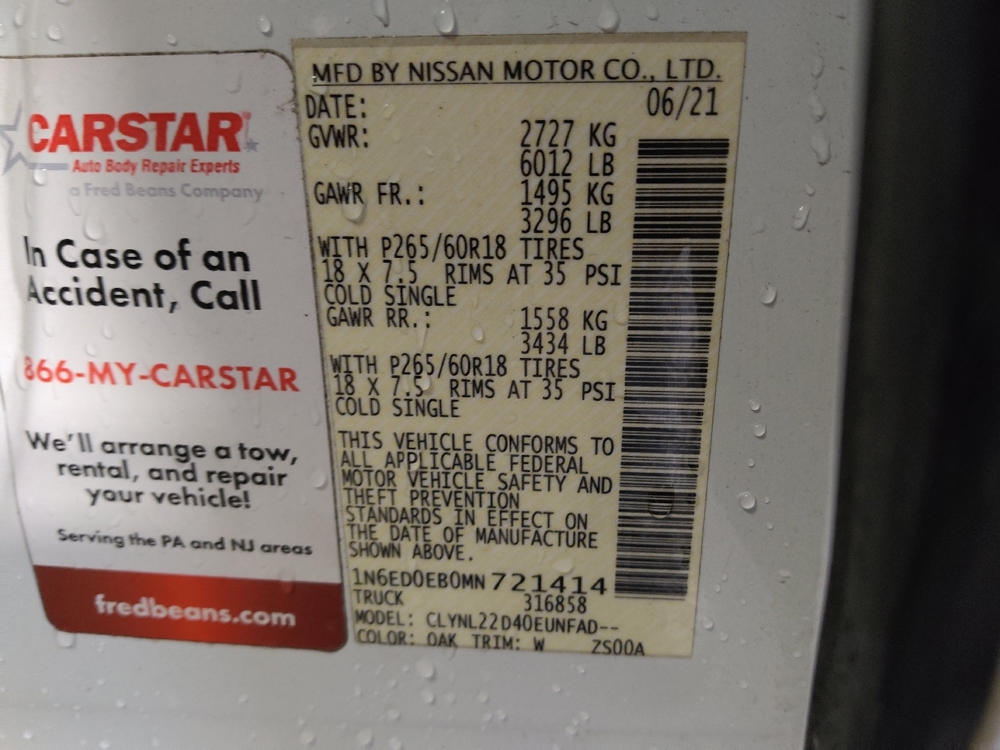 CARSTAR
Auto Body Repair Experts
a Fred Beans Company
In Case of an
Accident, Call
866-MY-CARSTAR
We'll arrange a tow,
rental, and repair
your vehicle!
Serving the PA and NJ areas
fredbeans.com
MFD BY NISSAN MOTOR CO., LTD.
DATE: 06/21
GVWR: 2727 KG
6012 LB
GAWR FR.: 1495 KG
3296 LB
WITH P265/60R18 TIRES
18 X 7.5 RIMS AT 35 PSI
COLD SINGLE
GAWR RR.: 1558 KG
3434 LB
WITH P265/60R18 TIRES
18 X 7.5 RIMS AT 35 PSI
COLD SINGLE
THIS VEHICLE CONFORMS TO
ALL APPLICABLE FEDERAL
MOTOR VEHICLE SAFETY AND
THEFT PREVENTION
STANDARDS IN EFFECT ON
THE DATE OF MANUFACTURE
SHOWN ABOVE.
1N6ED0EB0MN721414
TRUCK 316858
MODEL: CLYNL22D40EUNFAD--
COLOR: QAK TRIM: W ZS00A